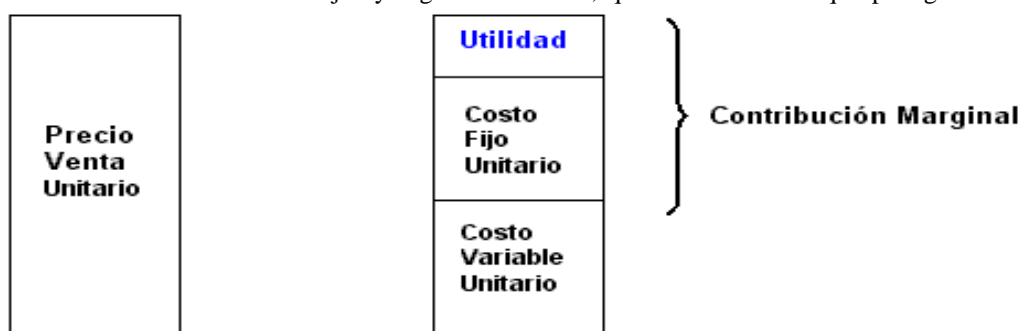 Utilidad
Precio
Venta
Unitario
Costo
Fijo
Unitario
Contribución Marginal
Costo
Variable
Unitario